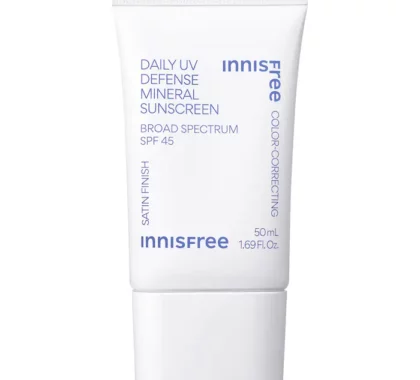 DAILY UV
DEFENSE
MINERAL
SUNSCREEN
BROAD SPECTRUM
SPF 45
SATIN FINISH
INNISFree
COLOR-CORRECTING
50 mL
1.69 Fl. Oz.
INNISFree